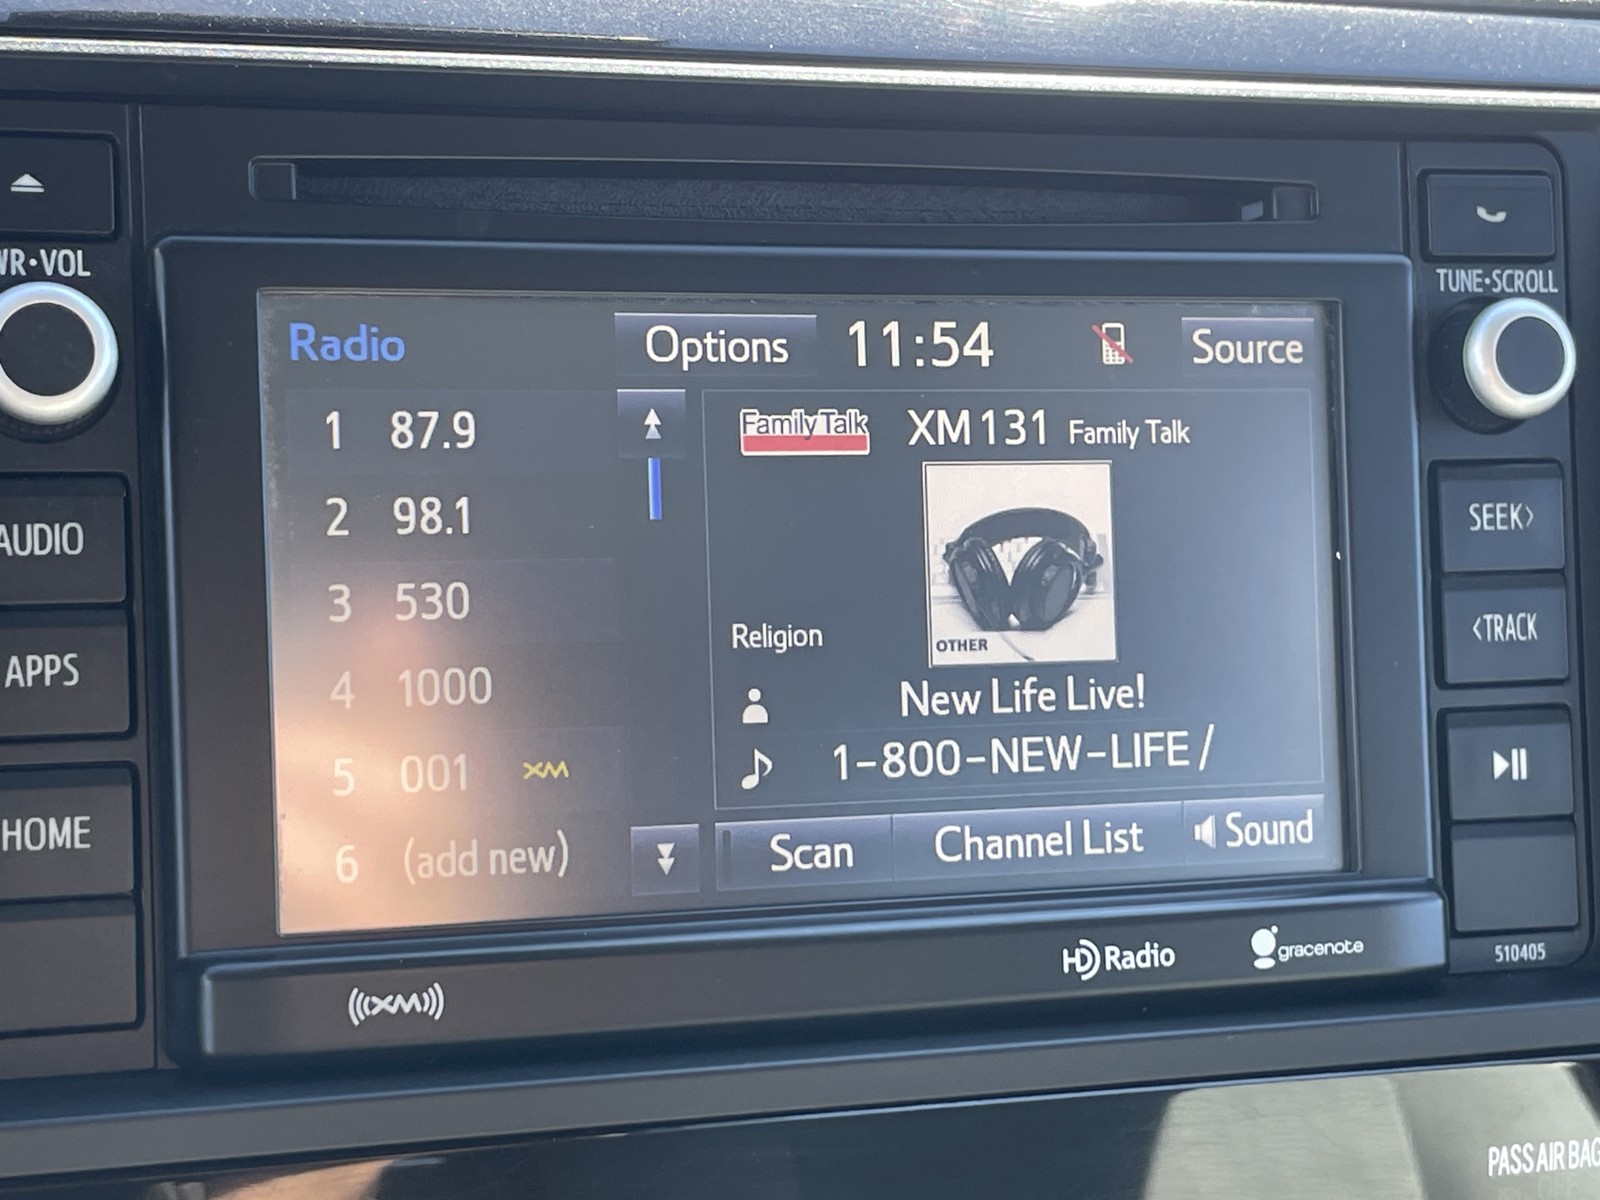 WR•VOL
AUDIO
APPS
HOME
Radio
Options
11:54
Source
1 87.9
2 98.1
3 530
4 1000
5 001 XM
6 (add new)
Family Talk
XM131 Family Talk
OTHER
Religion
New Life Live!
1-800-NEW-LIFE /
Scan
Channel List
Sound
TUNE•SCROLL
SEEK>
<TRACK
510405
((XM))
HD Radio
gracenote
PASS AIR BAG